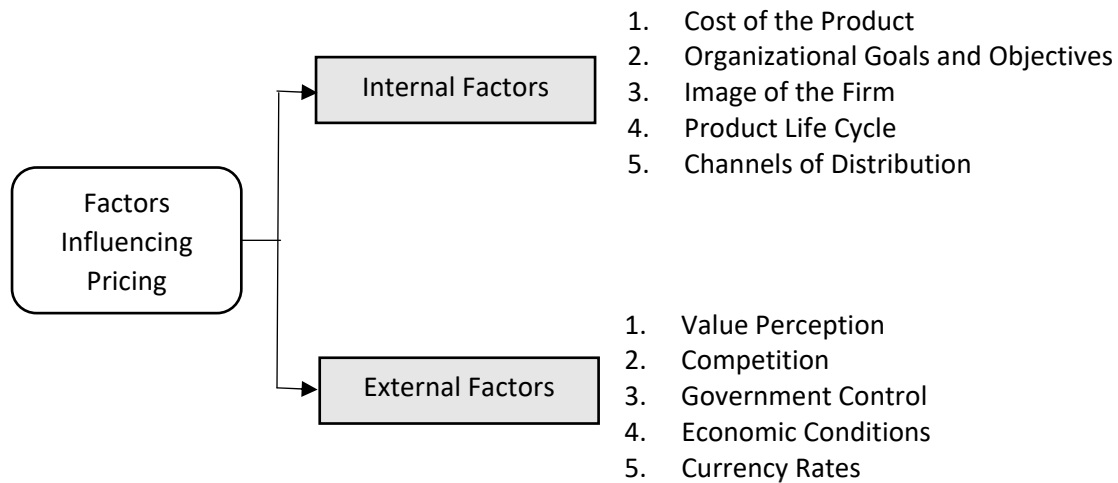 Factors
Influencing
Pricing
Internal Factors
1. Cost of the Product
2. Organizational Goals and Objectives
3. Image of the Firm
4. Product Life Cycle
5. Channels of Distribution
External Factors
1. Value Perception
2. Competition
3. Government Control
4. Economic Conditions
5. Currency Rates